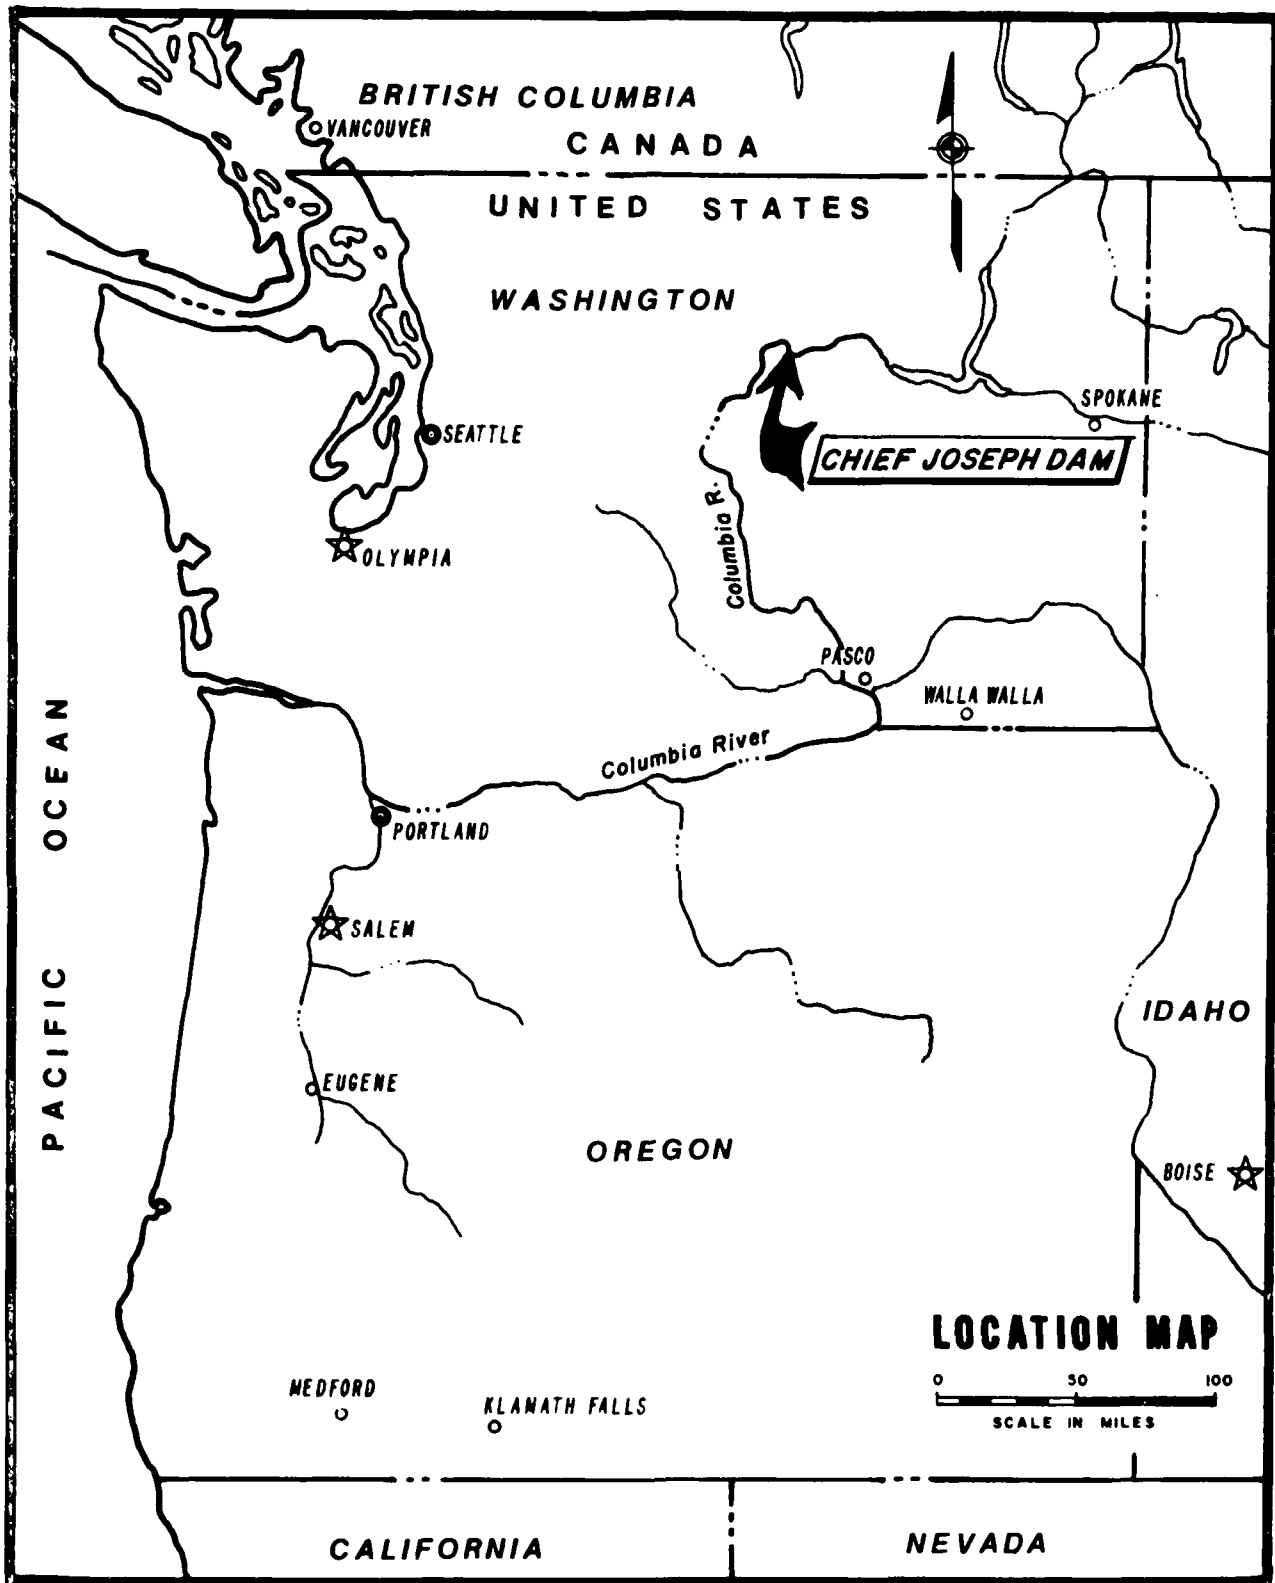 BRITISH COLUMBIA
VANCOUVER
CANADA
UNITED STATES
WASHINGTON
SPOKANE
SEATTLE
CHIEF JOSEPH DAM
Columbia R.
OLYMPIA
PASCO
WALLA WALLA
Columbia River
PACIFIC OCEAN
PORTLAND
SALEM
IDAHO
EUGENE
OREGON
BOISE
LOCATION MAP
0 50 100
SCALE IN MILES
MEDFORD
KLAMATH FALLS
CALIFORNIA
NEVADA